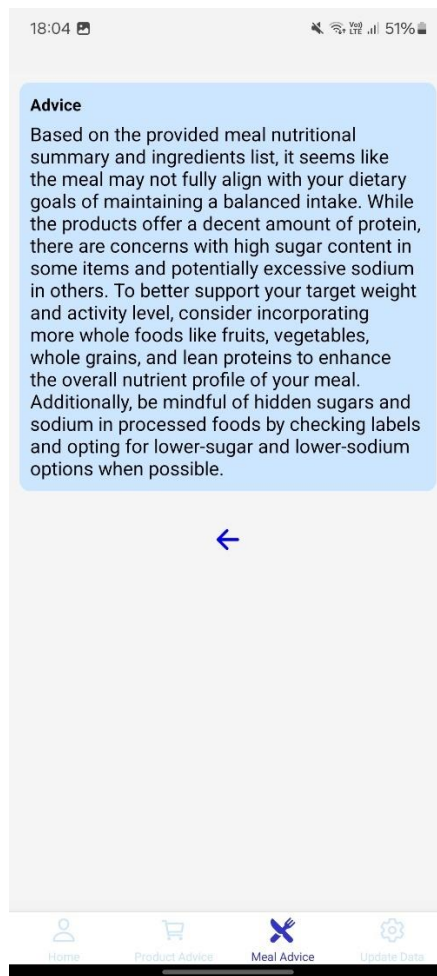 18:04
Vo))
LTE
51%
Advice
Based on the provided meal nutritional
summary and ingredients list, it seems like
the meal may not fully align with your dietary
goals of maintaining a balanced intake. While
the products offer a decent amount of protein,
there are concerns with high sugar content in
some items and potentially excessive sodium
in others. To better support your target weight
and activity level, consider incorporating
more whole foods like fruits, vegetables,
whole grains, and lean proteins to enhance
the overall nutrient profile of your meal.
Additionally, be mindful of hidden sugars and
sodium in processed foods by checking labels
and opting for lower-sugar and lower-sodium
options when possible.
Home Product Advice Meal Advice Update Data